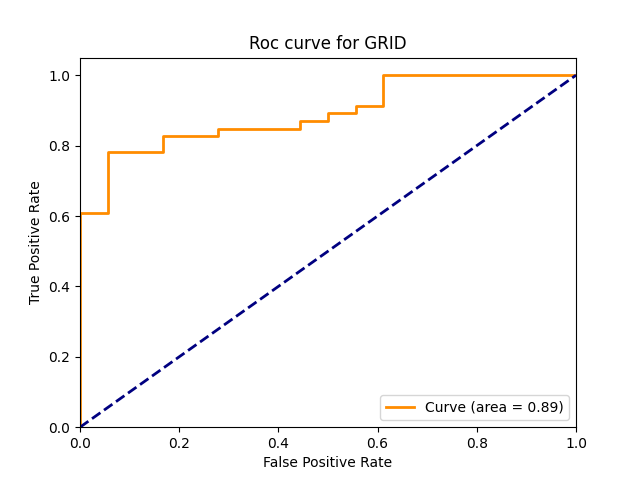 Roc curve for GRID
True Positive Rate
1.0
0.8
0.6
0.4
0.2
0.0
Curve (area = 0.89)
0.0 0.2 0.4 0.6 0.8 1.0
False Positive Rate